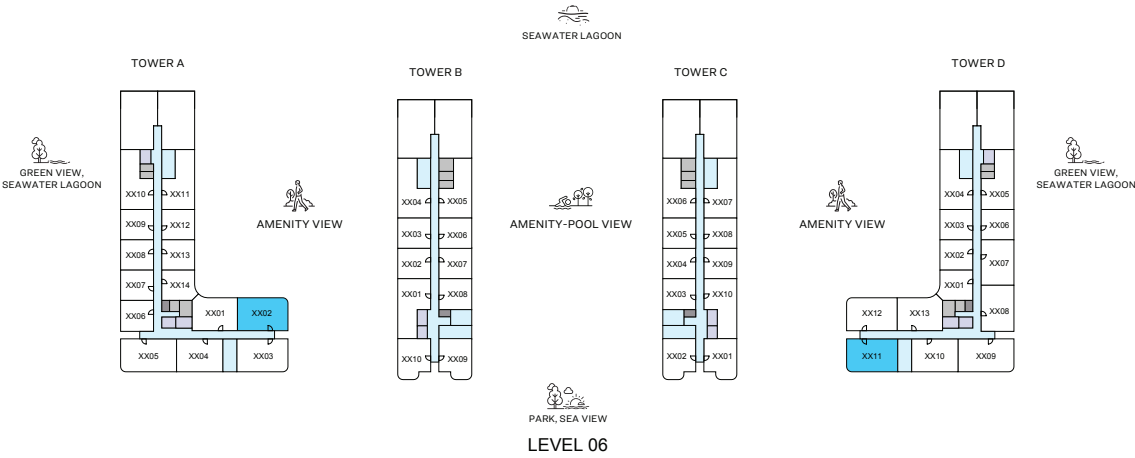 SEAWATER LAGOON
TOWER A
TOWER B
TOWER C
TOWER D
GREEN VIEW,
SEAWATER LAGOON
AMENITY VIEW
AMENITY-POOL VIEW
AMENITY VIEW
GREEN VIEW,
SEAWATER LAGOON
XX10 XX11
XX09 XX12
XX08 XX13
XX07 XX14
XX06 XX01 XX02
XX05 XX04 XX03
XX04 XX05
XX03 XX06
XX02 XX07
XX01 XX08
XX10 XX09
XX06 XX07
XX05 XX08
XX04 XX09
XX03 XX10
XX02 XX01
XX04 XX05
XX03 XX06
XX02 XX07
XX01
XX12 XX13 XX08
XX11 XX10 XX09
PARK, SEA VIEW
LEVEL 06